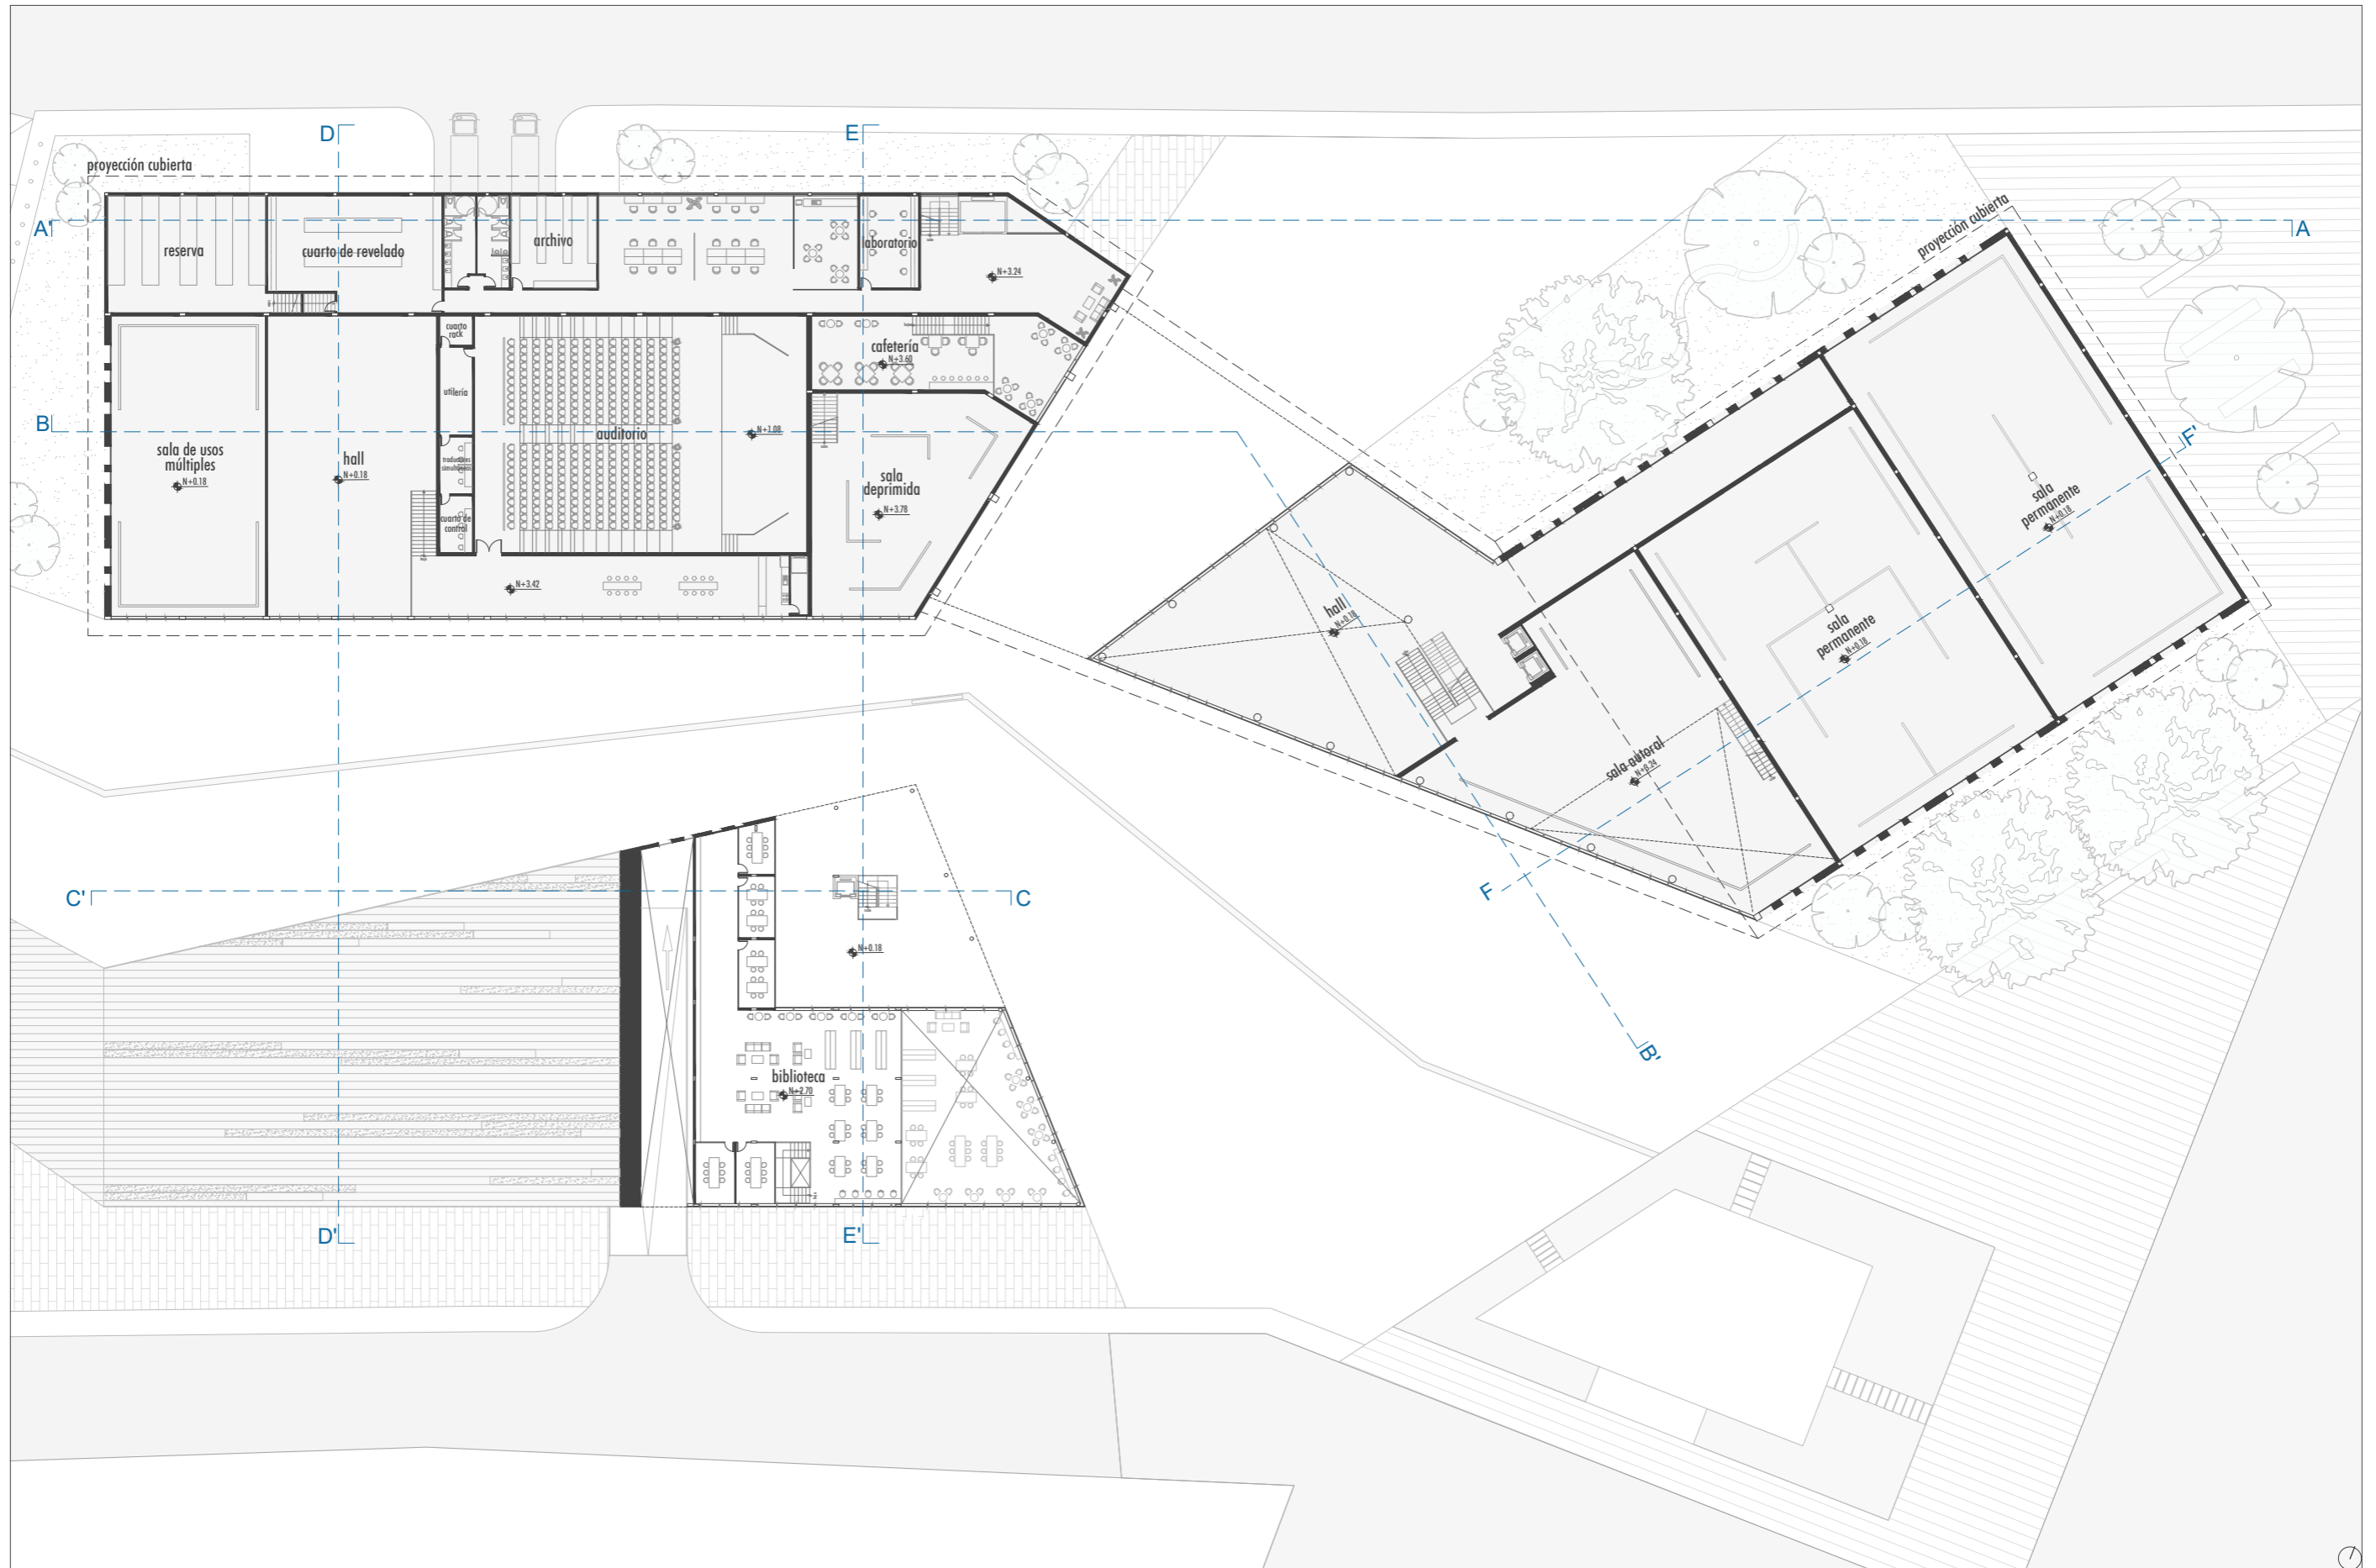 D
E
proyección cubierta
proyección cubierta
A'
A
reserva
cuarto de revelado
archivo
laboratorio
N+3.24
cuarto
rack
cafetería
N+3.60
utilería
B
auditorio
N+1.08
F'
sala de usos
múltiples
N+0.18
hall
N+0.18
sala
deprimida
N+3.78
cuarto de
control
N+3.42
sala
permanente
N+0.18
hall
N+0.18
sala
permanente
N+0.18
sala autoral
N+0.24
C'
C
F
N+0.18
B'
biblioteca
N+2.70
D'
E'